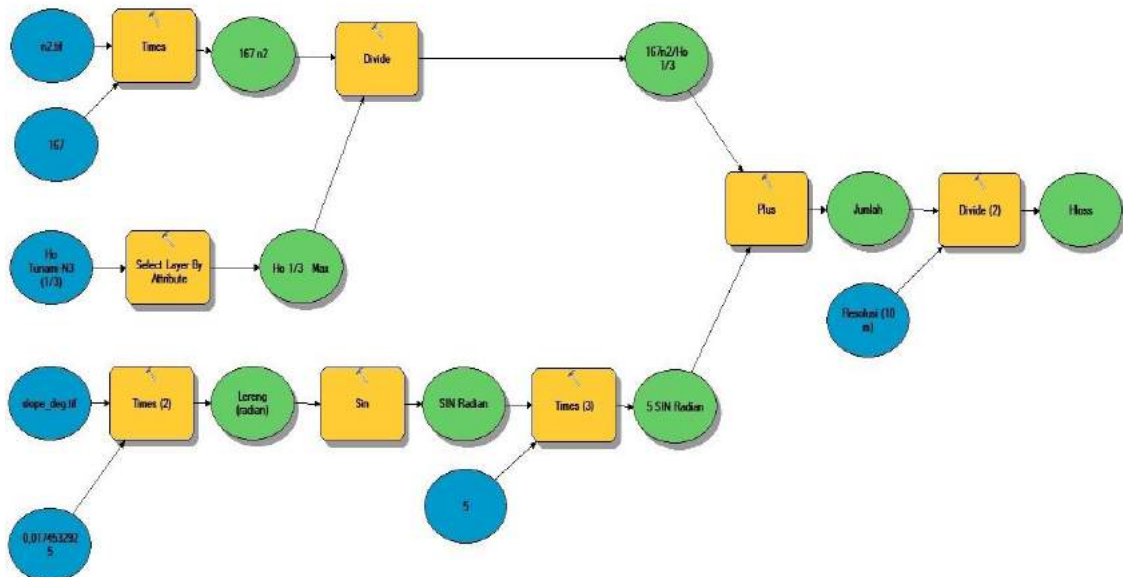 n2.tif
Times
167 n2
Divide
167n2/Ho
1/3
167
Plus
Jumlah
Divide (2)
Hloss
Ho
Tunami-N3
(1/3)
Select Layer By
Attribute
Ho 1/3 Max
Resolusi (10
m)
slope_deg.tif
Times (2)
Lereng
(radian)
Sin
SIN Radian
Times (3)
5 SIN Radian
5
0,017453292
5